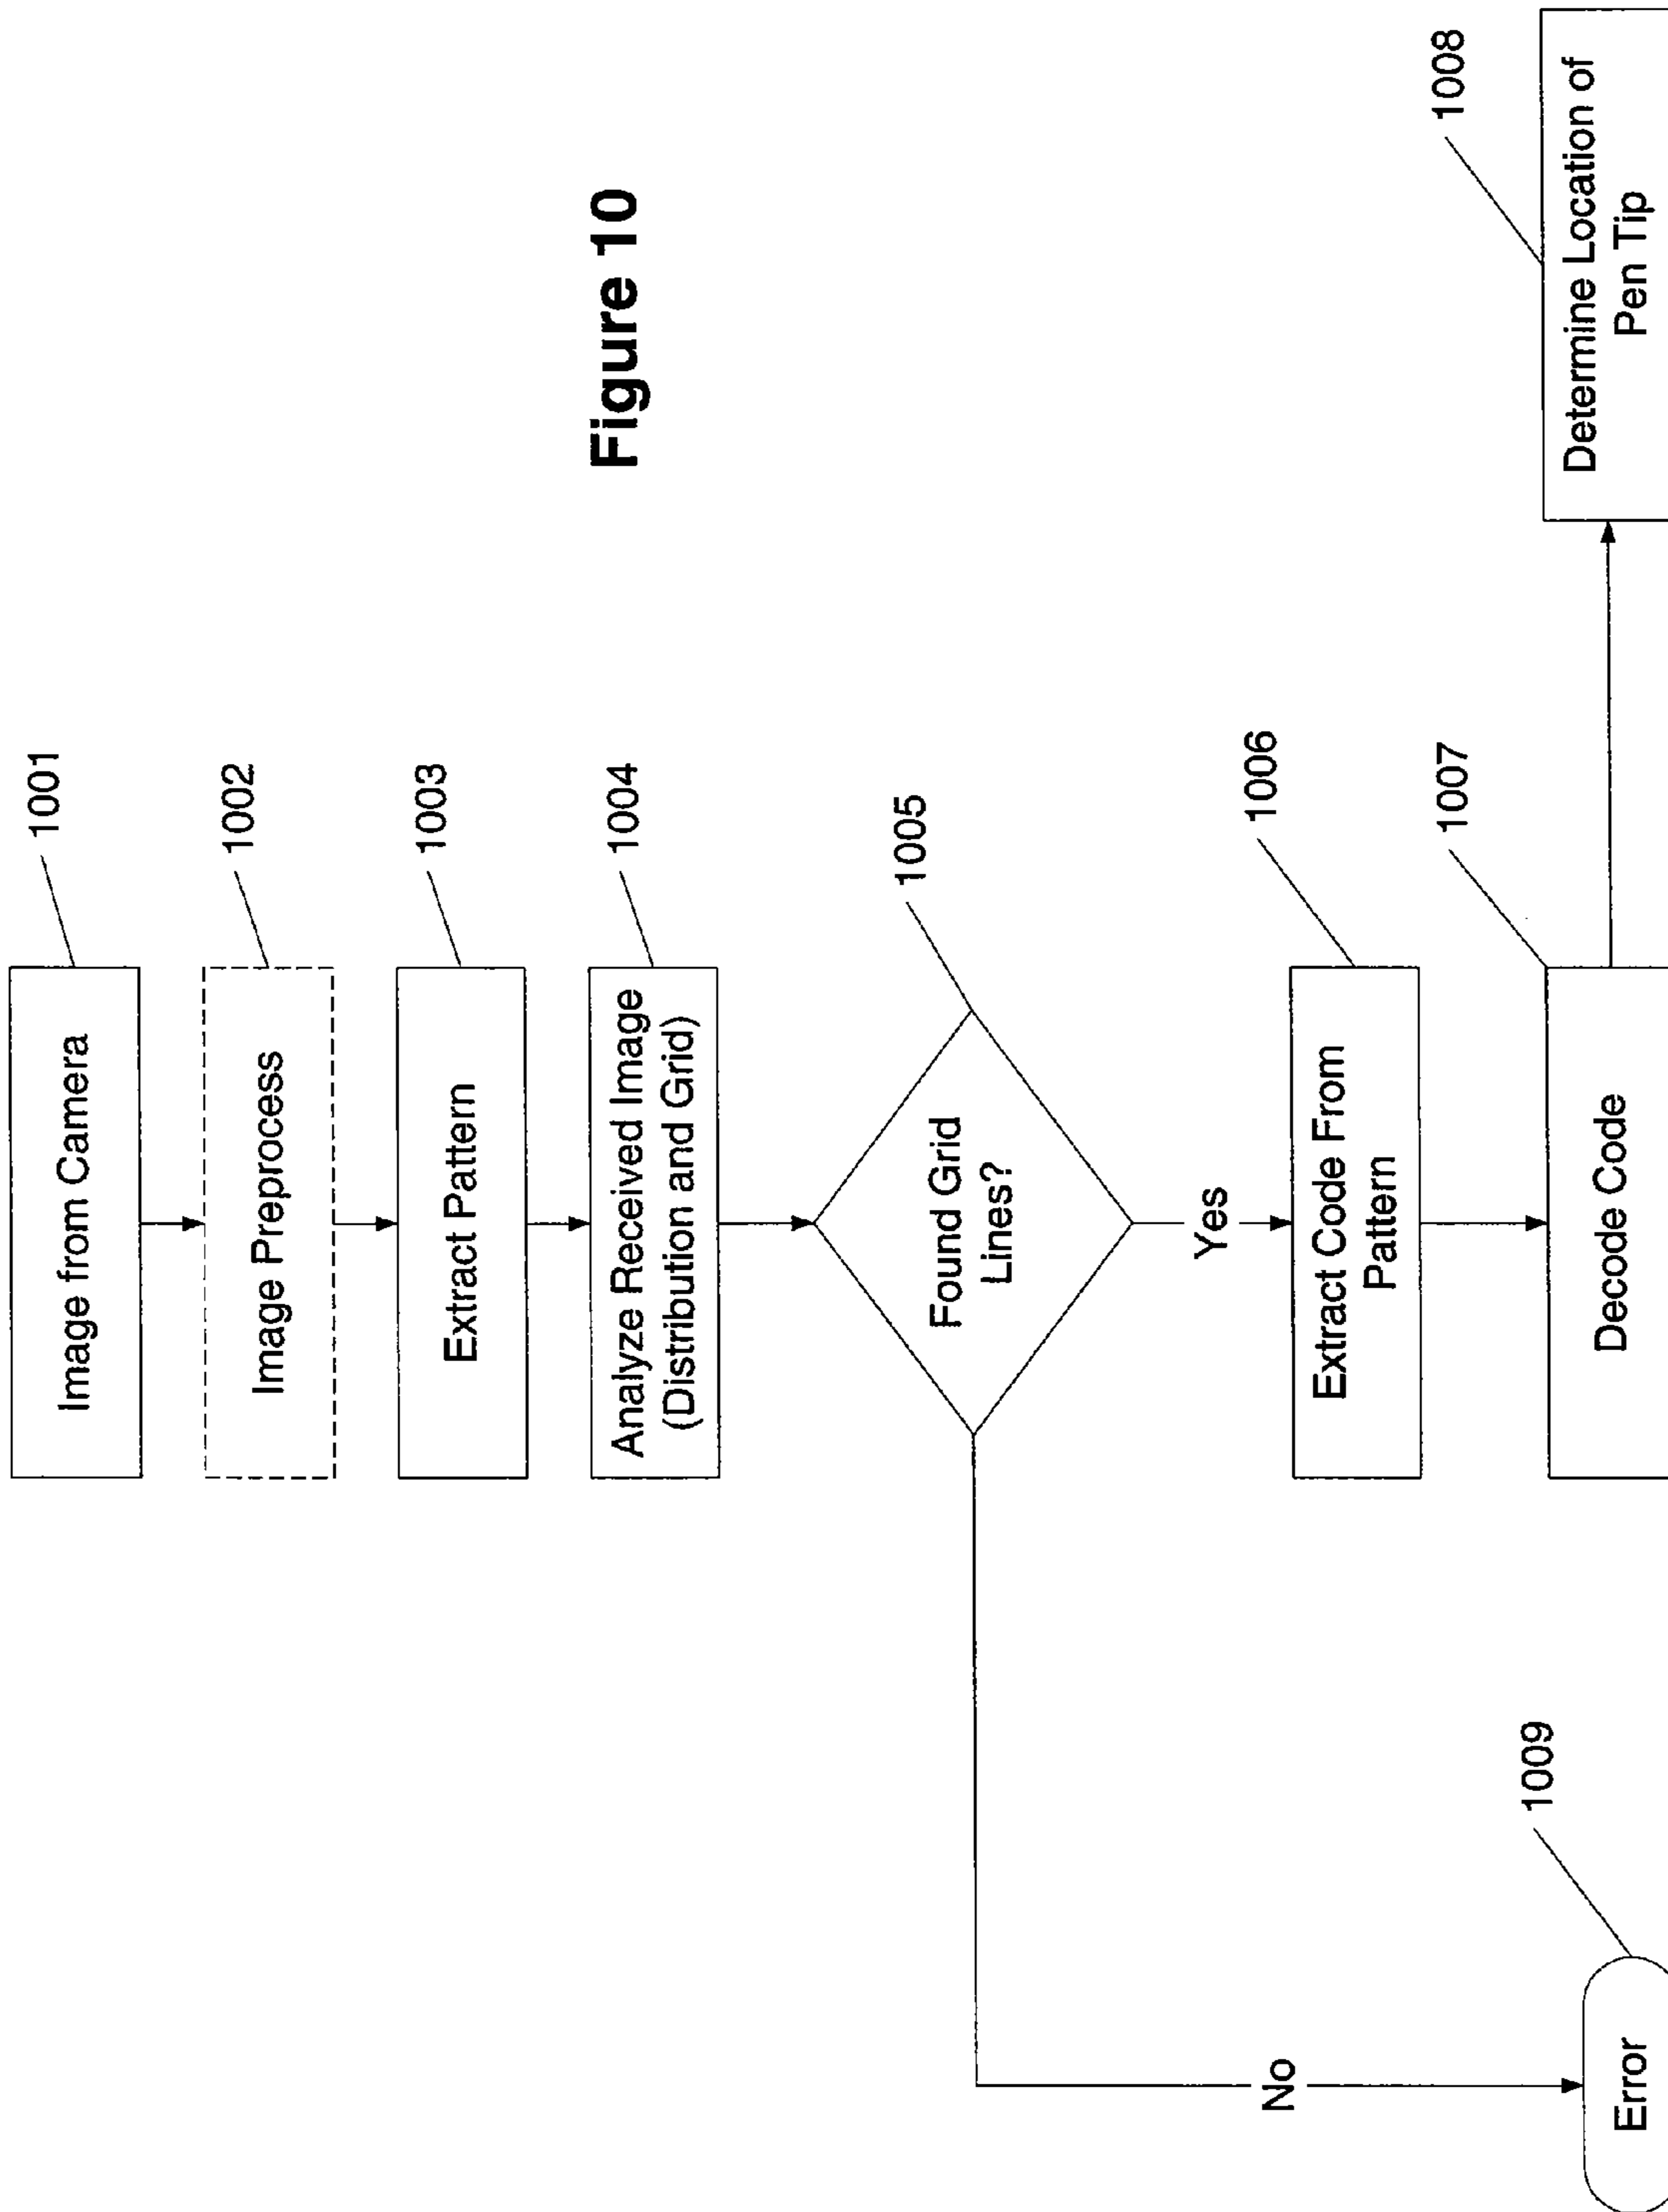 Figure 10
Image from Camera
1001
Image Preprocess
1002
Extract Pattern
1003
Analyze Received Image
(Distribution and Grid)
1004
Found Grid
Lines?
1005
Yes
No
Extract Code From
Pattern
1006
Decode Code
1007
Determine Location of
Pen Tip
1008
Error
1009